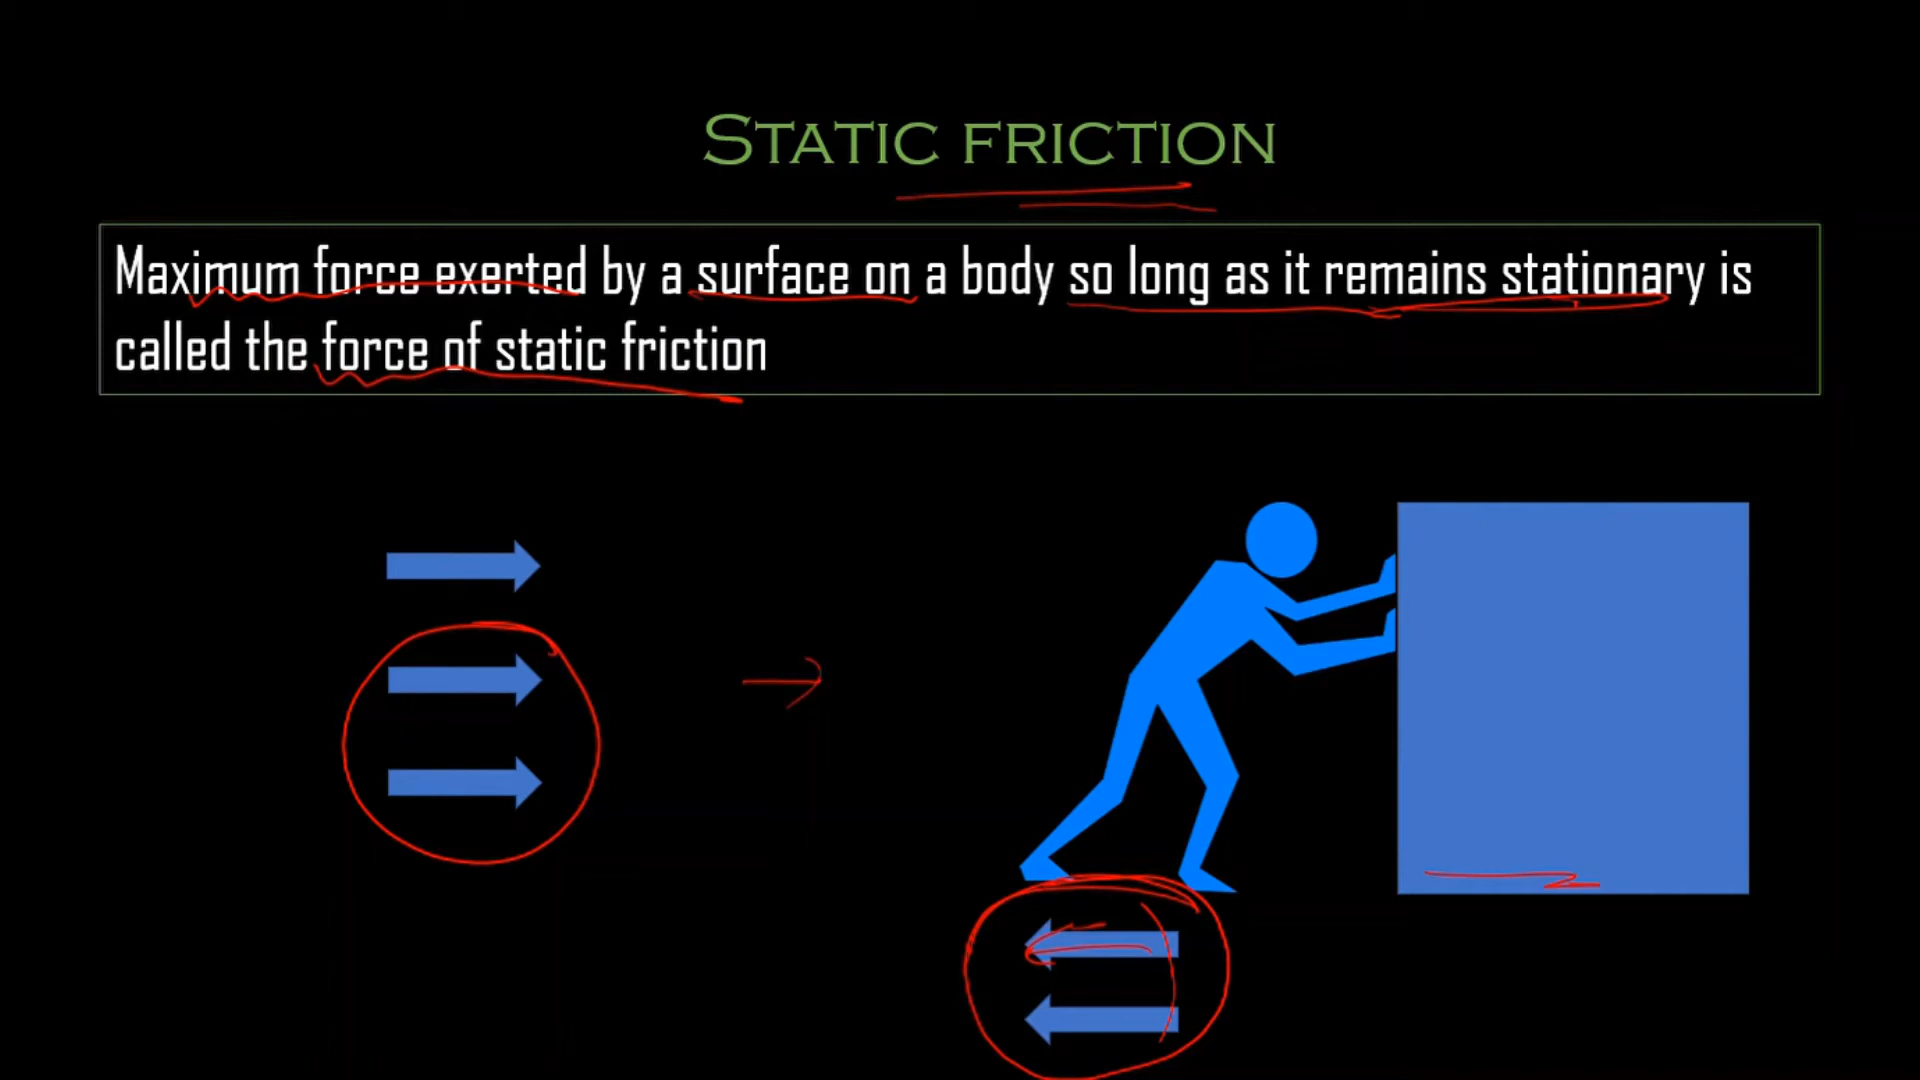 STATIC FRICTION
Maximum force exerted by a surface on a body so long as it remains stationary is
called the force of static friction